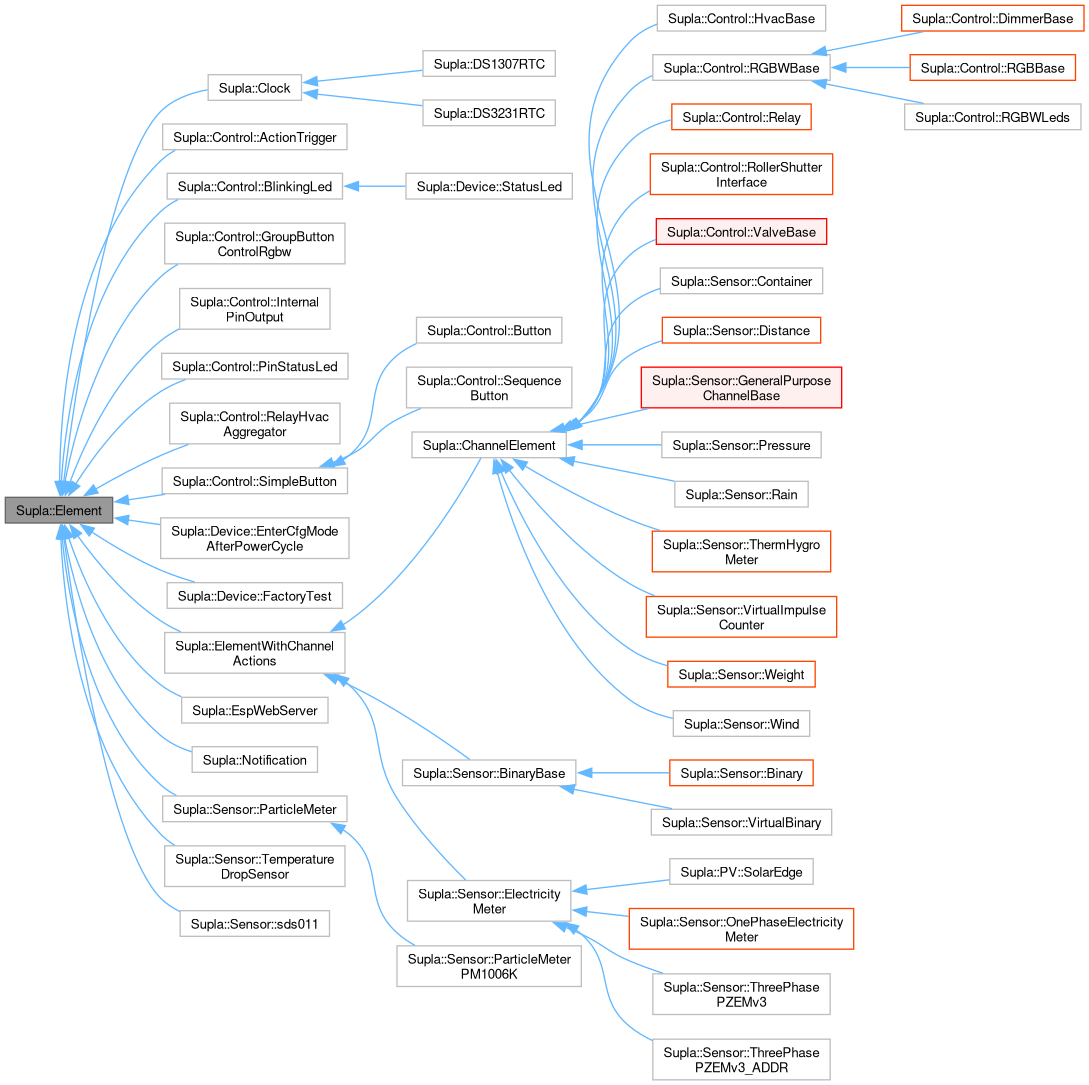 Supla::Element
Supla::Clock
Supla::DS1307RTC
Supla::DS3231RTC
Supla::Control::ActionTrigger
Supla::Control::BlinkingLed
Supla::Device::StatusLed
Supla::Control::GroupButton
ControlRgbw
Supla::Control::Internal
PinOutput
Supla::Control::PinStatusLed
Supla::Control::RelayHvac
Aggregator
Supla::Control::SimpleButton
Supla::Control::Button
Supla::Control::Sequence
Button
Supla::Device::EnterCfgMode
AfterPowerCycle
Supla::Device::FactoryTest
Supla::ElementWithChannel
Actions
Supla::ChannelElement
Supla::Control::HvacBase
Supla::Control::RGBWBase
Supla::Control::DimmerBase
Supla::Control::RGBBase
Supla::Control::RGBWLeds
Supla::Control::Relay
Supla::Control::RollerShutter
Interface
Supla::Control::ValveBase
Supla::Sensor::Container
Supla::Sensor::Distance
Supla::Sensor::GeneralPurpose
ChannelBase
Supla::Sensor::Pressure
Supla::Sensor::Rain
Supla::Sensor::ThermHygro
Meter
Supla::Sensor::VirtualImpulse
Counter
Supla::Sensor::Weight
Supla::Sensor::Wind
Supla::Sensor::BinaryBase
Supla::Sensor::Binary
Supla::Sensor::VirtualBinary
Supla::Sensor::Electricity
Meter
Supla::PV::SolarEdge
Supla::Sensor::OnePhaseElectricity
Meter
Supla::Sensor::ThreePhase
PZEMv3
Supla::Sensor::ThreePhase
PZEMv3_ADDR
Supla::EspWebServer
Supla::Notification
Supla::Sensor::ParticleMeter
Supla::Sensor::ParticleMeter
PM1006K
Supla::Sensor::Temperature
DropSensor
Supla::Sensor::sds011